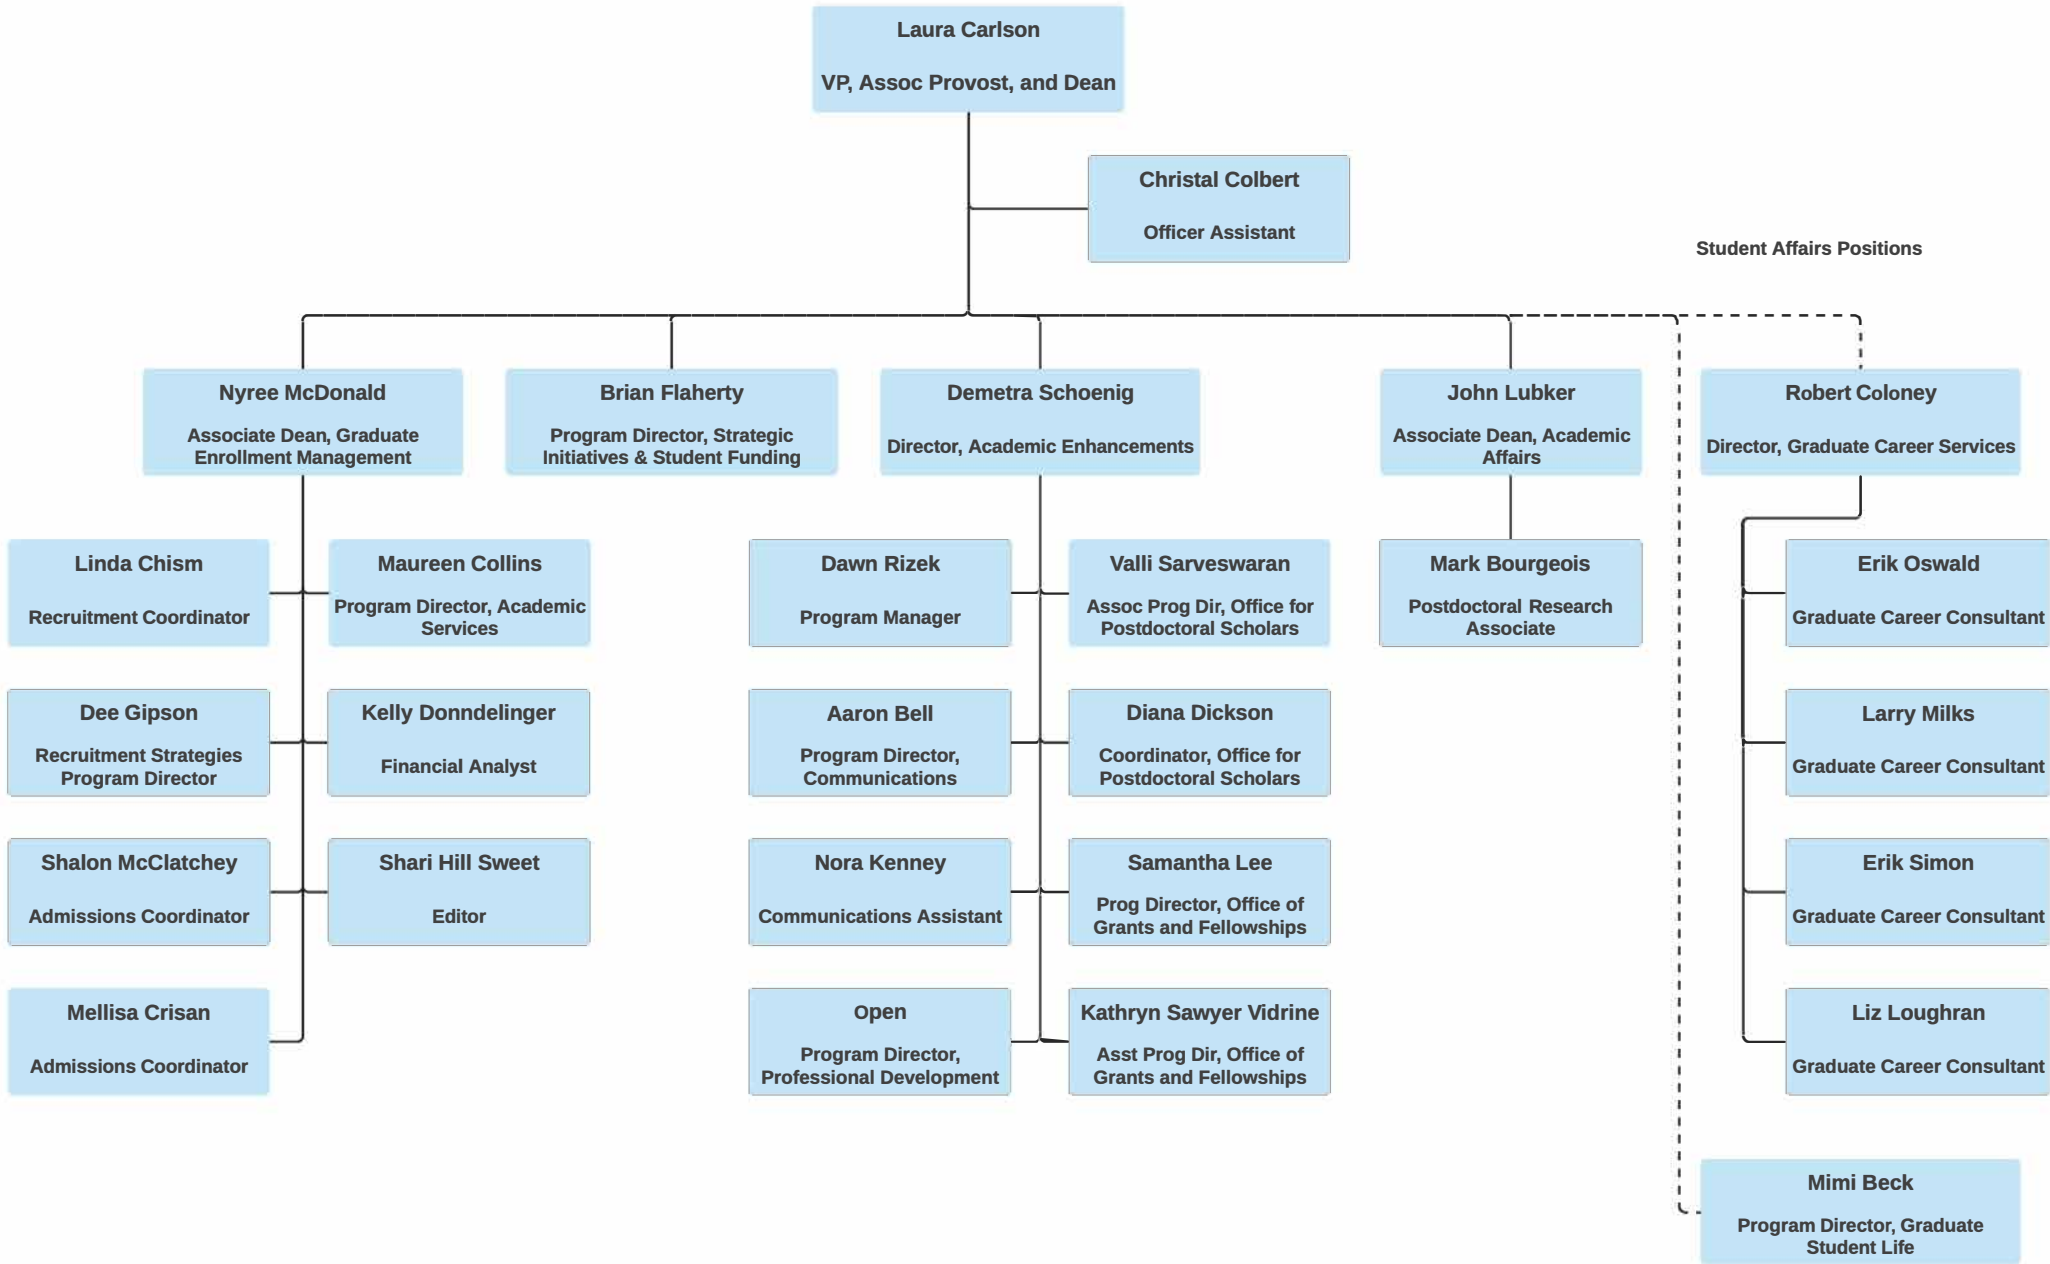 Laura Carlson
VP, Assoc Provost, and Dean
Christal Colbert
Officer Assistant
Student Affairs Positions
Nyree McDonald
Associate Dean, Graduate
Enrollment Management
Brian Flaherty
Program Director, Strategic
Initiatives & Student Funding
Demetra Schoenig
Director, Academic Enhancements
John Lubker
Associate Dean, Academic
Affairs
Robert Coloney
Director, Graduate Career Services
Linda Chism
Recruitment Coordinator
Maureen Collins
Program Director, Academic
Services
Dawn Rizek
Program Manager
Valli Sarveswaran
Assoc Prog Dir, Office for
Postdoctoral Scholars
Mark Bourgeois
Postdoctoral Research
Associate
Erik Oswald
Graduate Career Consultant
Dee Gipson
Recruitment Strategies
Program Director
Kelly Donndelinger
Financial Analyst
Aaron Bell
Program Director,
Communications
Diana Dickson
Coordinator, Office for
Postdoctoral Scholars
Larry Milks
Graduate Career Consultant
Shalon McClatchey
Admissions Coordinator
Shari Hill Sweet
Editor
Nora Kenney
Communications Assistant
Samantha Lee
Prog Director, Office of
Grants and Fellowships
Erik Simon
Graduate Career Consultant
Mellisa Crisan
Admissions Coordinator
Open
Program Director,
Professional Development
Kathryn Sawyer Vidrine
Asst Prog Dir, Office of
Grants and Fellowships
Liz Loughran
Graduate Career Consultant
Mimi Beck
Program Director, Graduate
Student Life